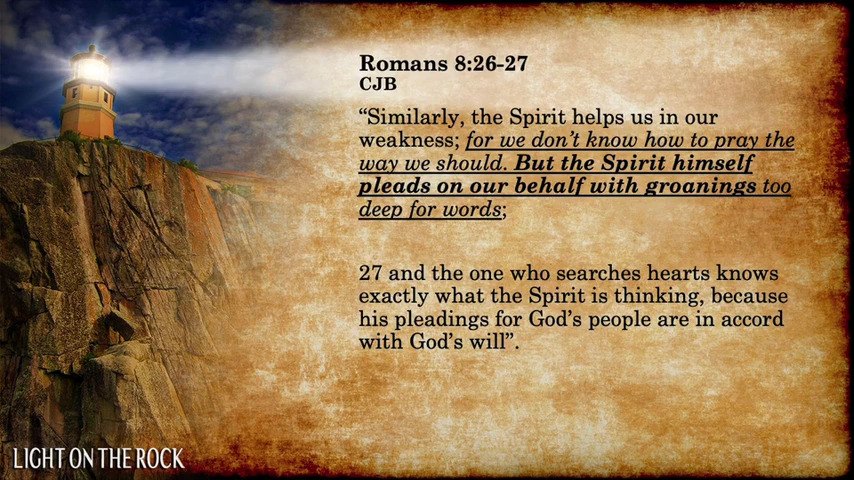 Romans 8:26-27
CJB
“Similarly, the Spirit helps us in our
weakness; for we don’t know how to pray the
way we should. But the Spirit himself
pleads on our behalf with groanings too
deep for words;
27 and the one who searches hearts knows
exactly what the Spirit is thinking, because
his pleadings for God’s people are in accord
with God’s will”.
LIGHT ON THE ROCK